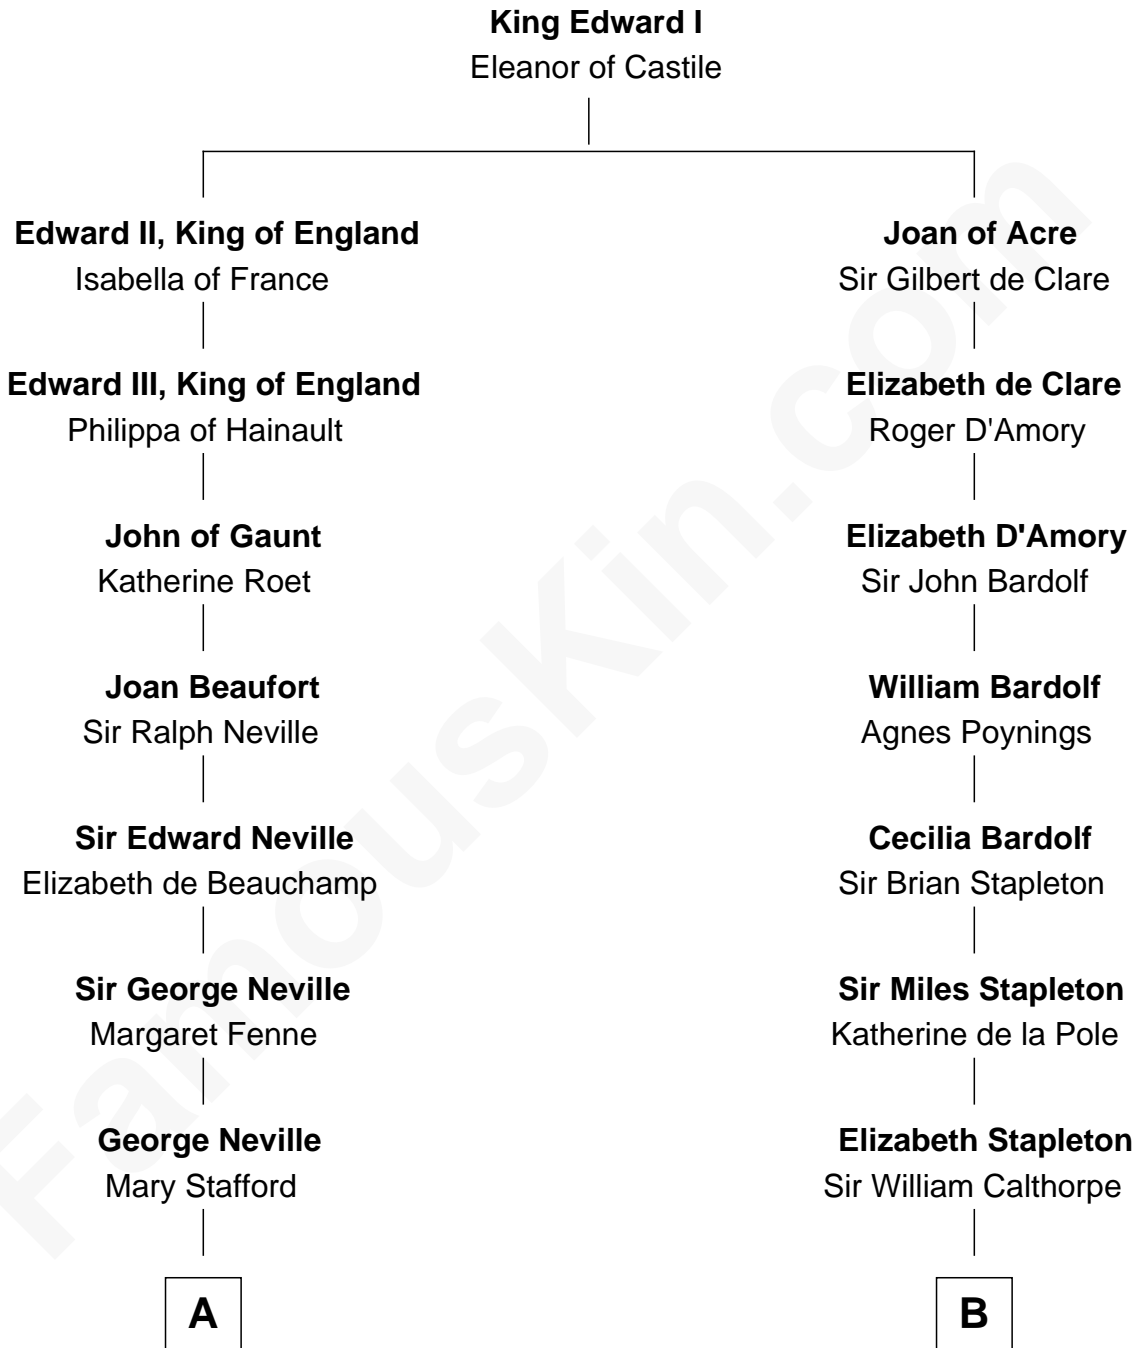 King Edward I
Eleanor of Castile
Edward II, King of England
Isabella of France
Edward III, King of England
Philippa of Hainault
John of Gaunt
Katherine Roet
Joan Beaufort
Sir Ralph Neville
Sir Edward Neville
Elizabeth de Beauchamp
Sir George Neville
Margaret Fenne
George Neville
Mary Stafford
A
Joan of Acre
Sir Gilbert de Clare
Elizabeth de Clare
Roger D'Amory
Elizabeth D'Amory
Sir John Bardolf
William Bardolf
Agnes Poynings
Cecilia Bardolf
Sir Brian Stapleton
Sir Miles Stapleton
Katherine de la Pole
Elizabeth Stapleton
Sir William Calthorpe
B
FamousKin.com